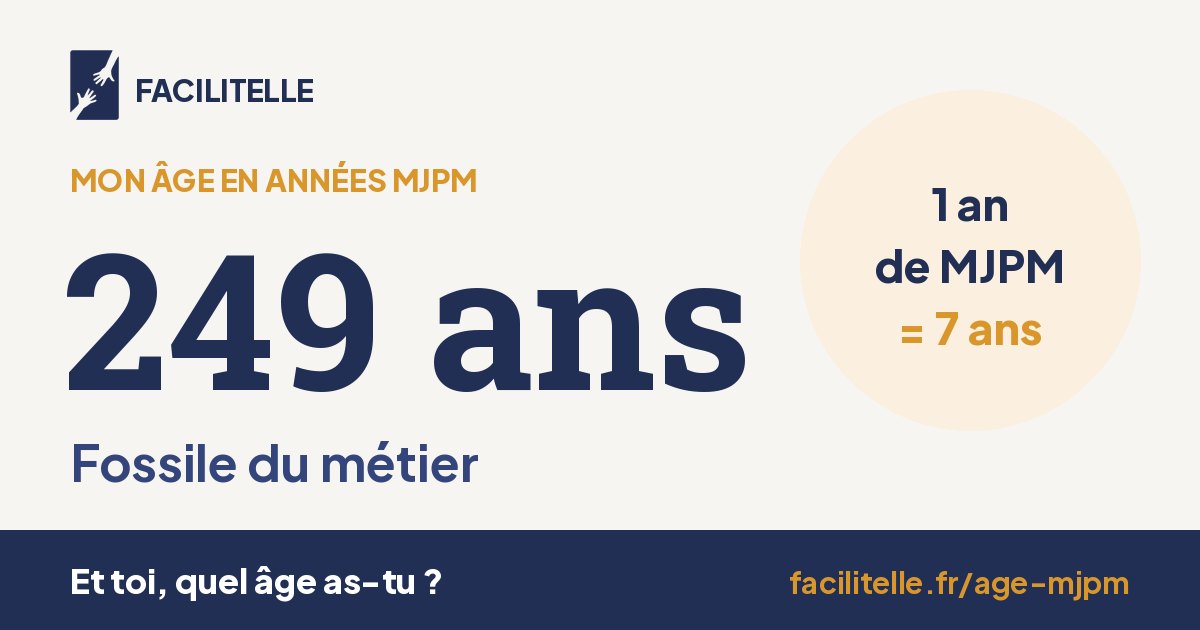 FACILITELLE
MON ÂGE EN ANNÉES MJPM
249 ans
Fossile du métier
1 an
de MJPM
= 7 ans
Et toi, quel âge as-tu ?
facilitelle.fr/age-mjpm